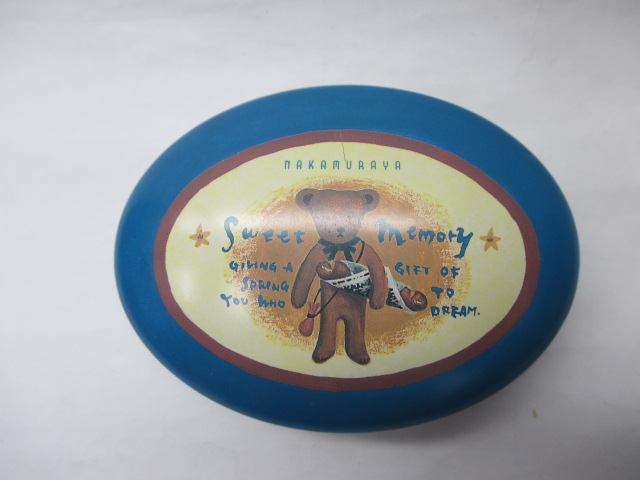 NAKAMURAYA
Sweet Memory
GIVING A GIFT OF
SPRING TO
YOU WHO DREAM.